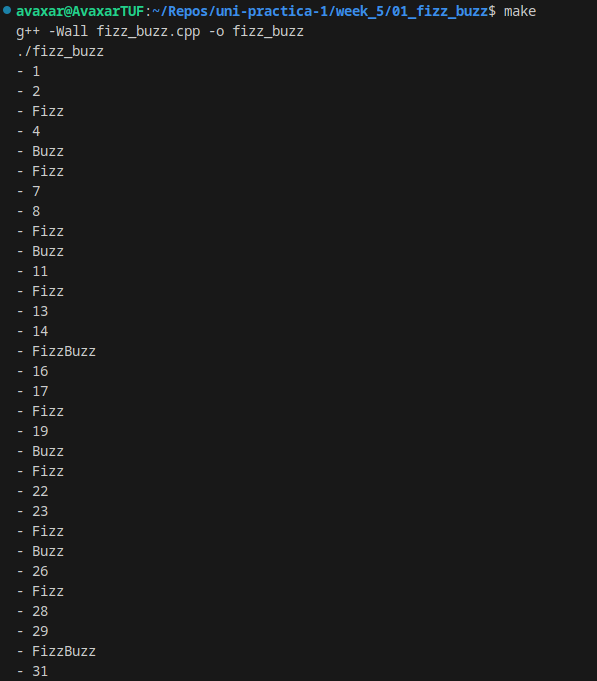 avaxar@AvaxarTUF:~/Repos/uni-practica-1/week_5/01_fizz_buzz$ make
g++ -Wall fizz_buzz.cpp -o fizz_buzz
./fizz_buzz
- 1
- 2
- Fizz
- 4
- Buzz
- Fizz
- 7
- 8
- Fizz
- Buzz
- 11
- Fizz
- 13
- 14
- FizzBuzz
- 16
- 17
- Fizz
- 19
- Buzz
- Fizz
- 22
- 23
- Fizz
- Buzz
- 26
- Fizz
- 28
- 29
- FizzBuzz
- 31